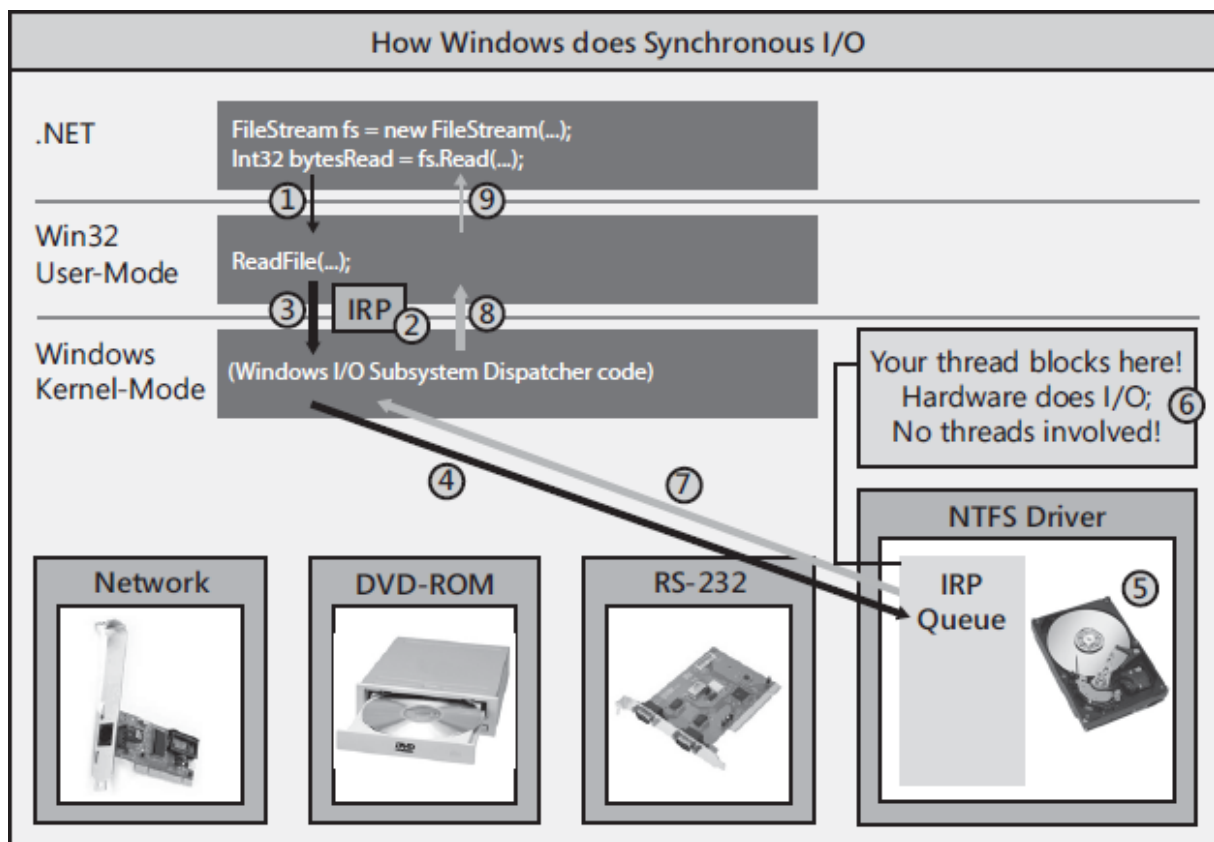 How Windows does Synchronous I/O
.NET
FileStream fs = new FileStream(...);
Int32 bytesRead = fs.Read(...);
1
9
Win32
User-Mode
ReadFile(...);
3
IRP
2
8
Windows
Kernel-Mode
(Windows I/O Subsystem Dispatcher code)
Your thread blocks here!
Hardware does I/O;
No threads involved!
6
4
7
Network
DVD-ROM
DVD
RS-232
NTFS Driver
IRP
Queue
5